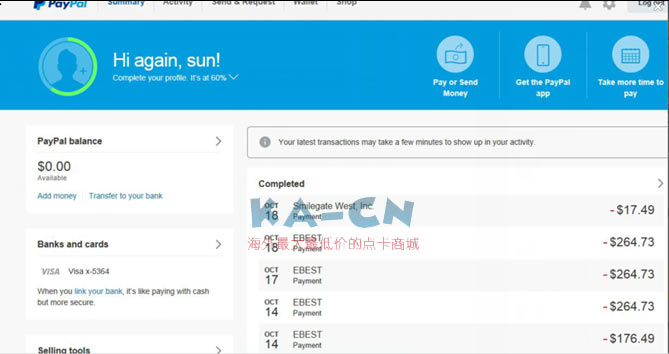 PayPal Summary Activity Send & Request Wallet Shop Log
Hi again, sun!
Complete your profile. It's at 60%
Pay or Send
Money
Get the PayPal
app
Take more time to
pay
PayPal balance
$0.00
Available
Add money Transfer to your bank
Banks and cards
VISA Visa x-5364
When you link your bank, it's like paying with cash
but more secure.
Selling tools
Your latest transactions may take a few minutes to show up in your activity.
Completed
OCT
18
Smilegate West, Inc.
Payment
-$17.49
KA-CN
海外最大最低价的点卡商城
OCT
18
EBEST
Payment
-$264.73
OCT
17
EBEST
Payment
-$264.73
OCT
14
EBEST
Payment
-$264.73
OCT
14
EBEST
Payment
-$176.49